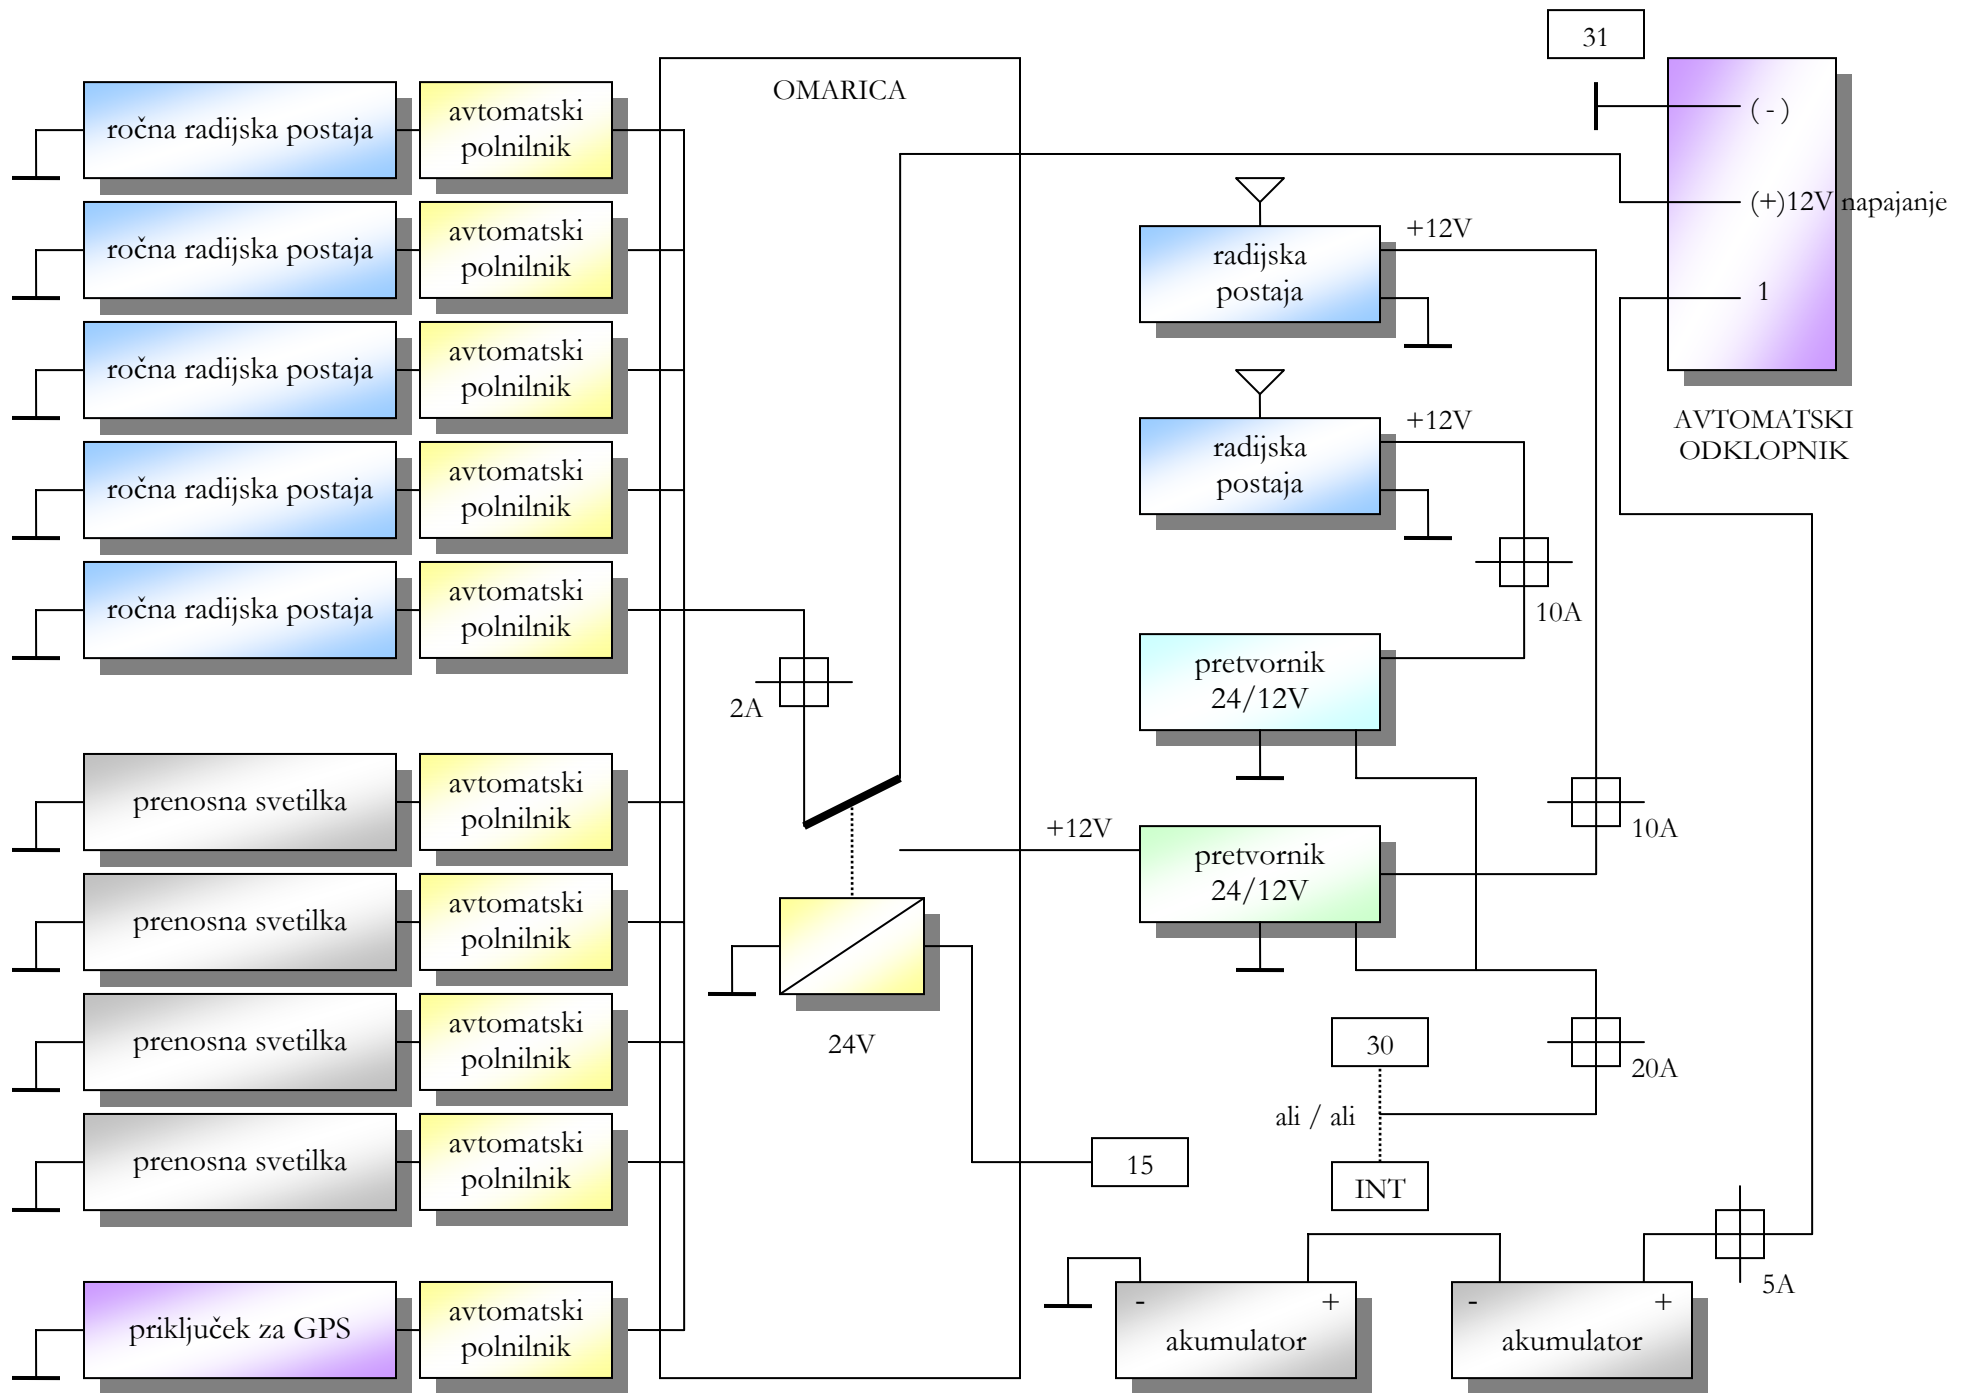 31
OMARICA
ročna radijska postaja
avtomatski
polnilnik
( - )
(+)12V napajanje
1
AVTOMATSKI
ODKLOPNIK
ročna radijska postaja
avtomatski
polnilnik
radijska
postaja
+12V
ročna radijska postaja
avtomatski
polnilnik
ročna radijska postaja
avtomatski
polnilnik
radijska
postaja
+12V
10A
ročna radijska postaja
avtomatski
polnilnik
2A
pretvornik
24/12V
prenosna svetilka
avtomatski
polnilnik
+12V
pretvornik
24/12V
10A
prenosna svetilka
avtomatski
polnilnik
24V
prenosna svetilka
avtomatski
polnilnik
30
20A
ali / ali
prenosna svetilka
avtomatski
polnilnik
15
INT
5A
priključek za GPS
avtomatski
polnilnik
- +
akumulator
- +
akumulator